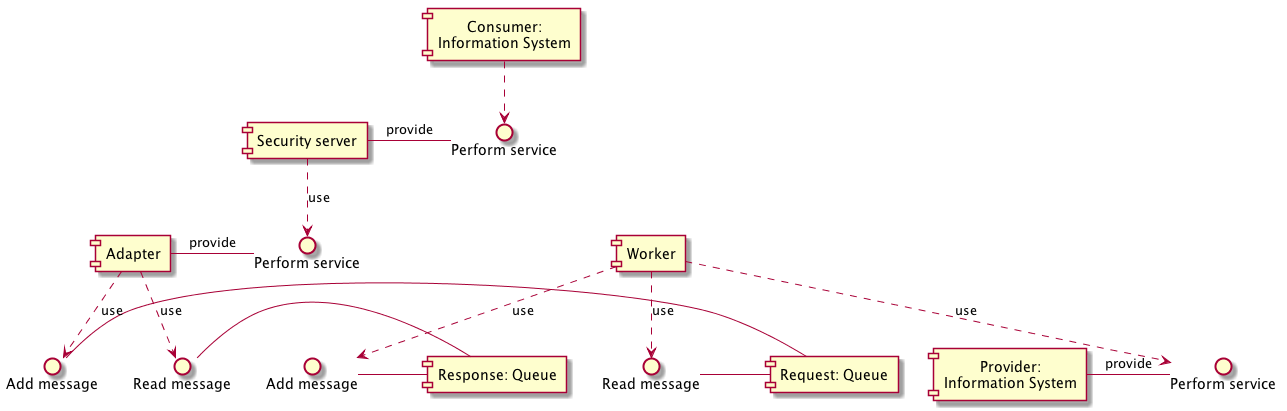 Consumer:
Information System
Security server
provide
Perform service
use
Adapter
provide
Perform service
Worker
use
use
use
use
use
Add message
Read message
Add message
Response: Queue
Read message
Request: Queue
Provider:
Information System
provide
Perform service